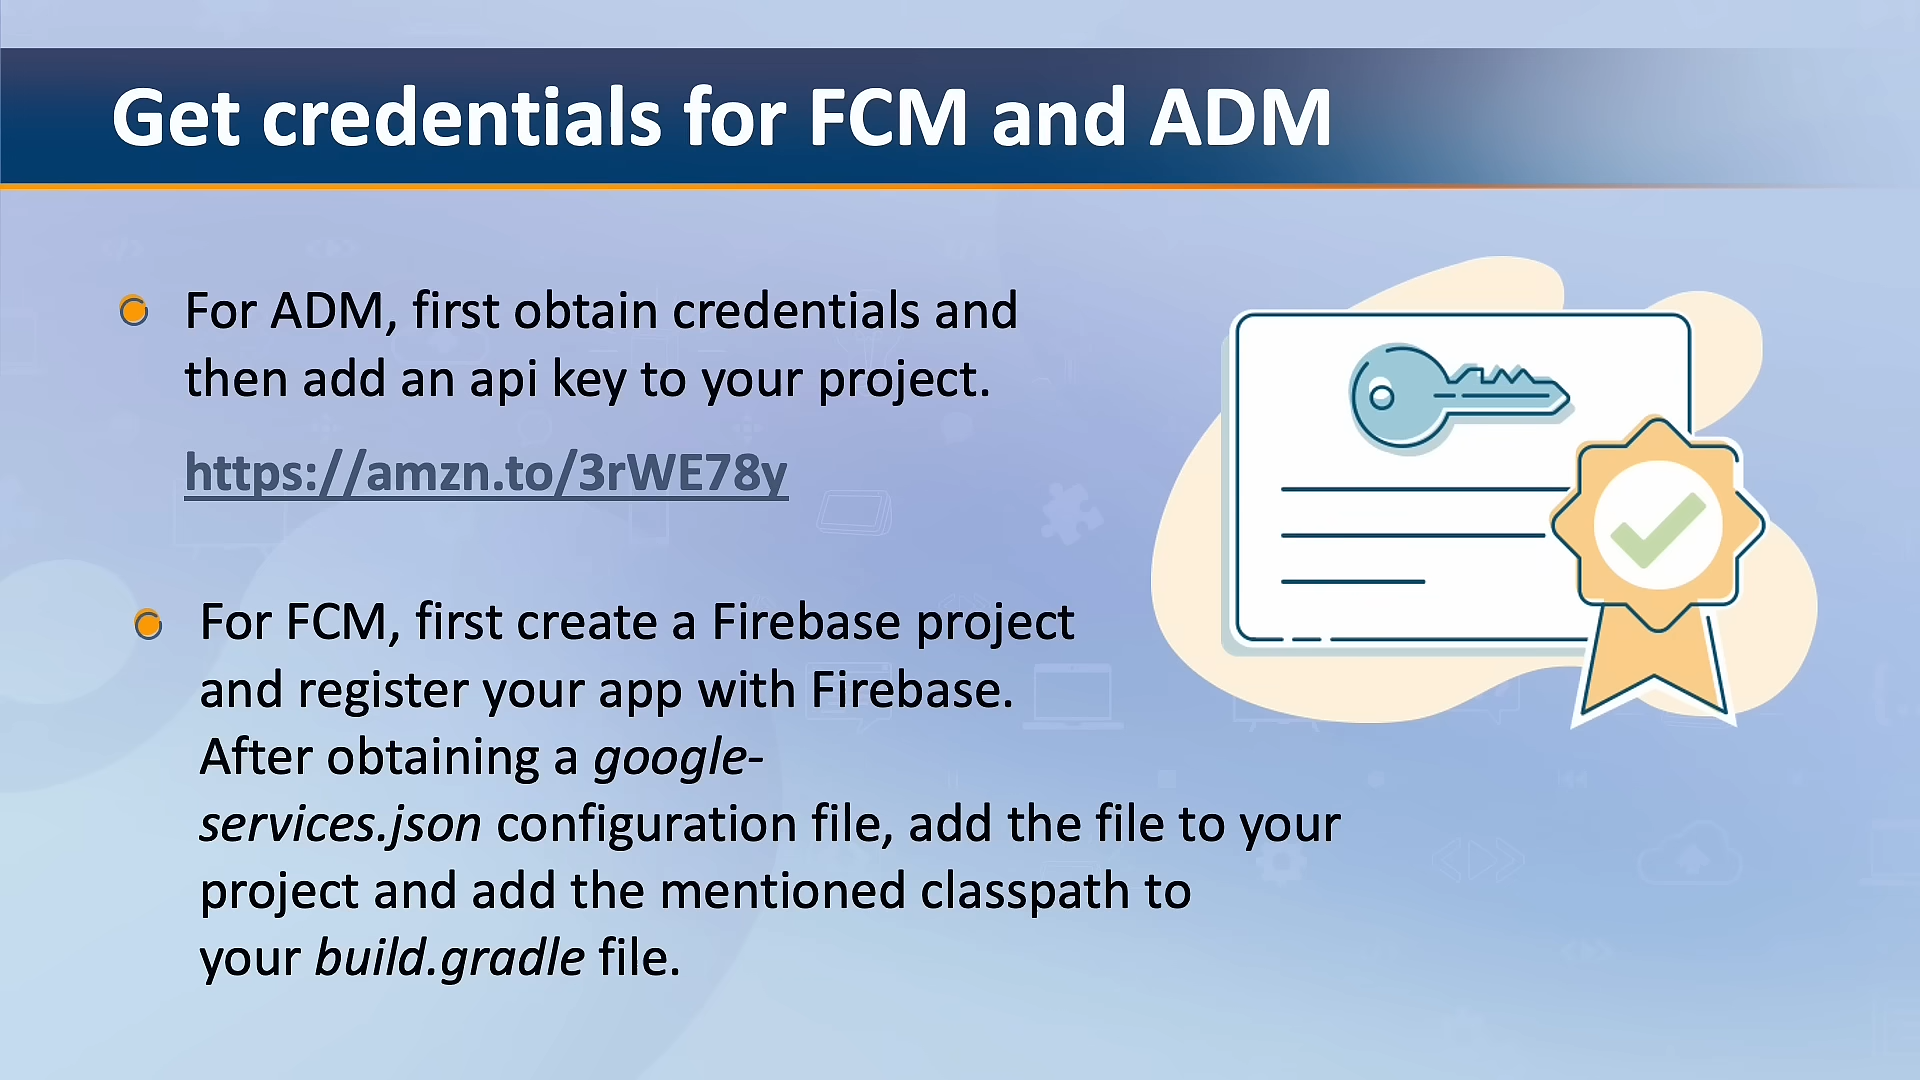 Get credentials for FCM and ADM
For ADM, first obtain credentials and
then add an api key to your project.
https://amzn.to/3rWE78y
For FCM, first create a Firebase project
and register your app with Firebase.
After obtaining a google-
services.json configuration file, add the file to your
project and add the mentioned classpath to
your build.gradle file.